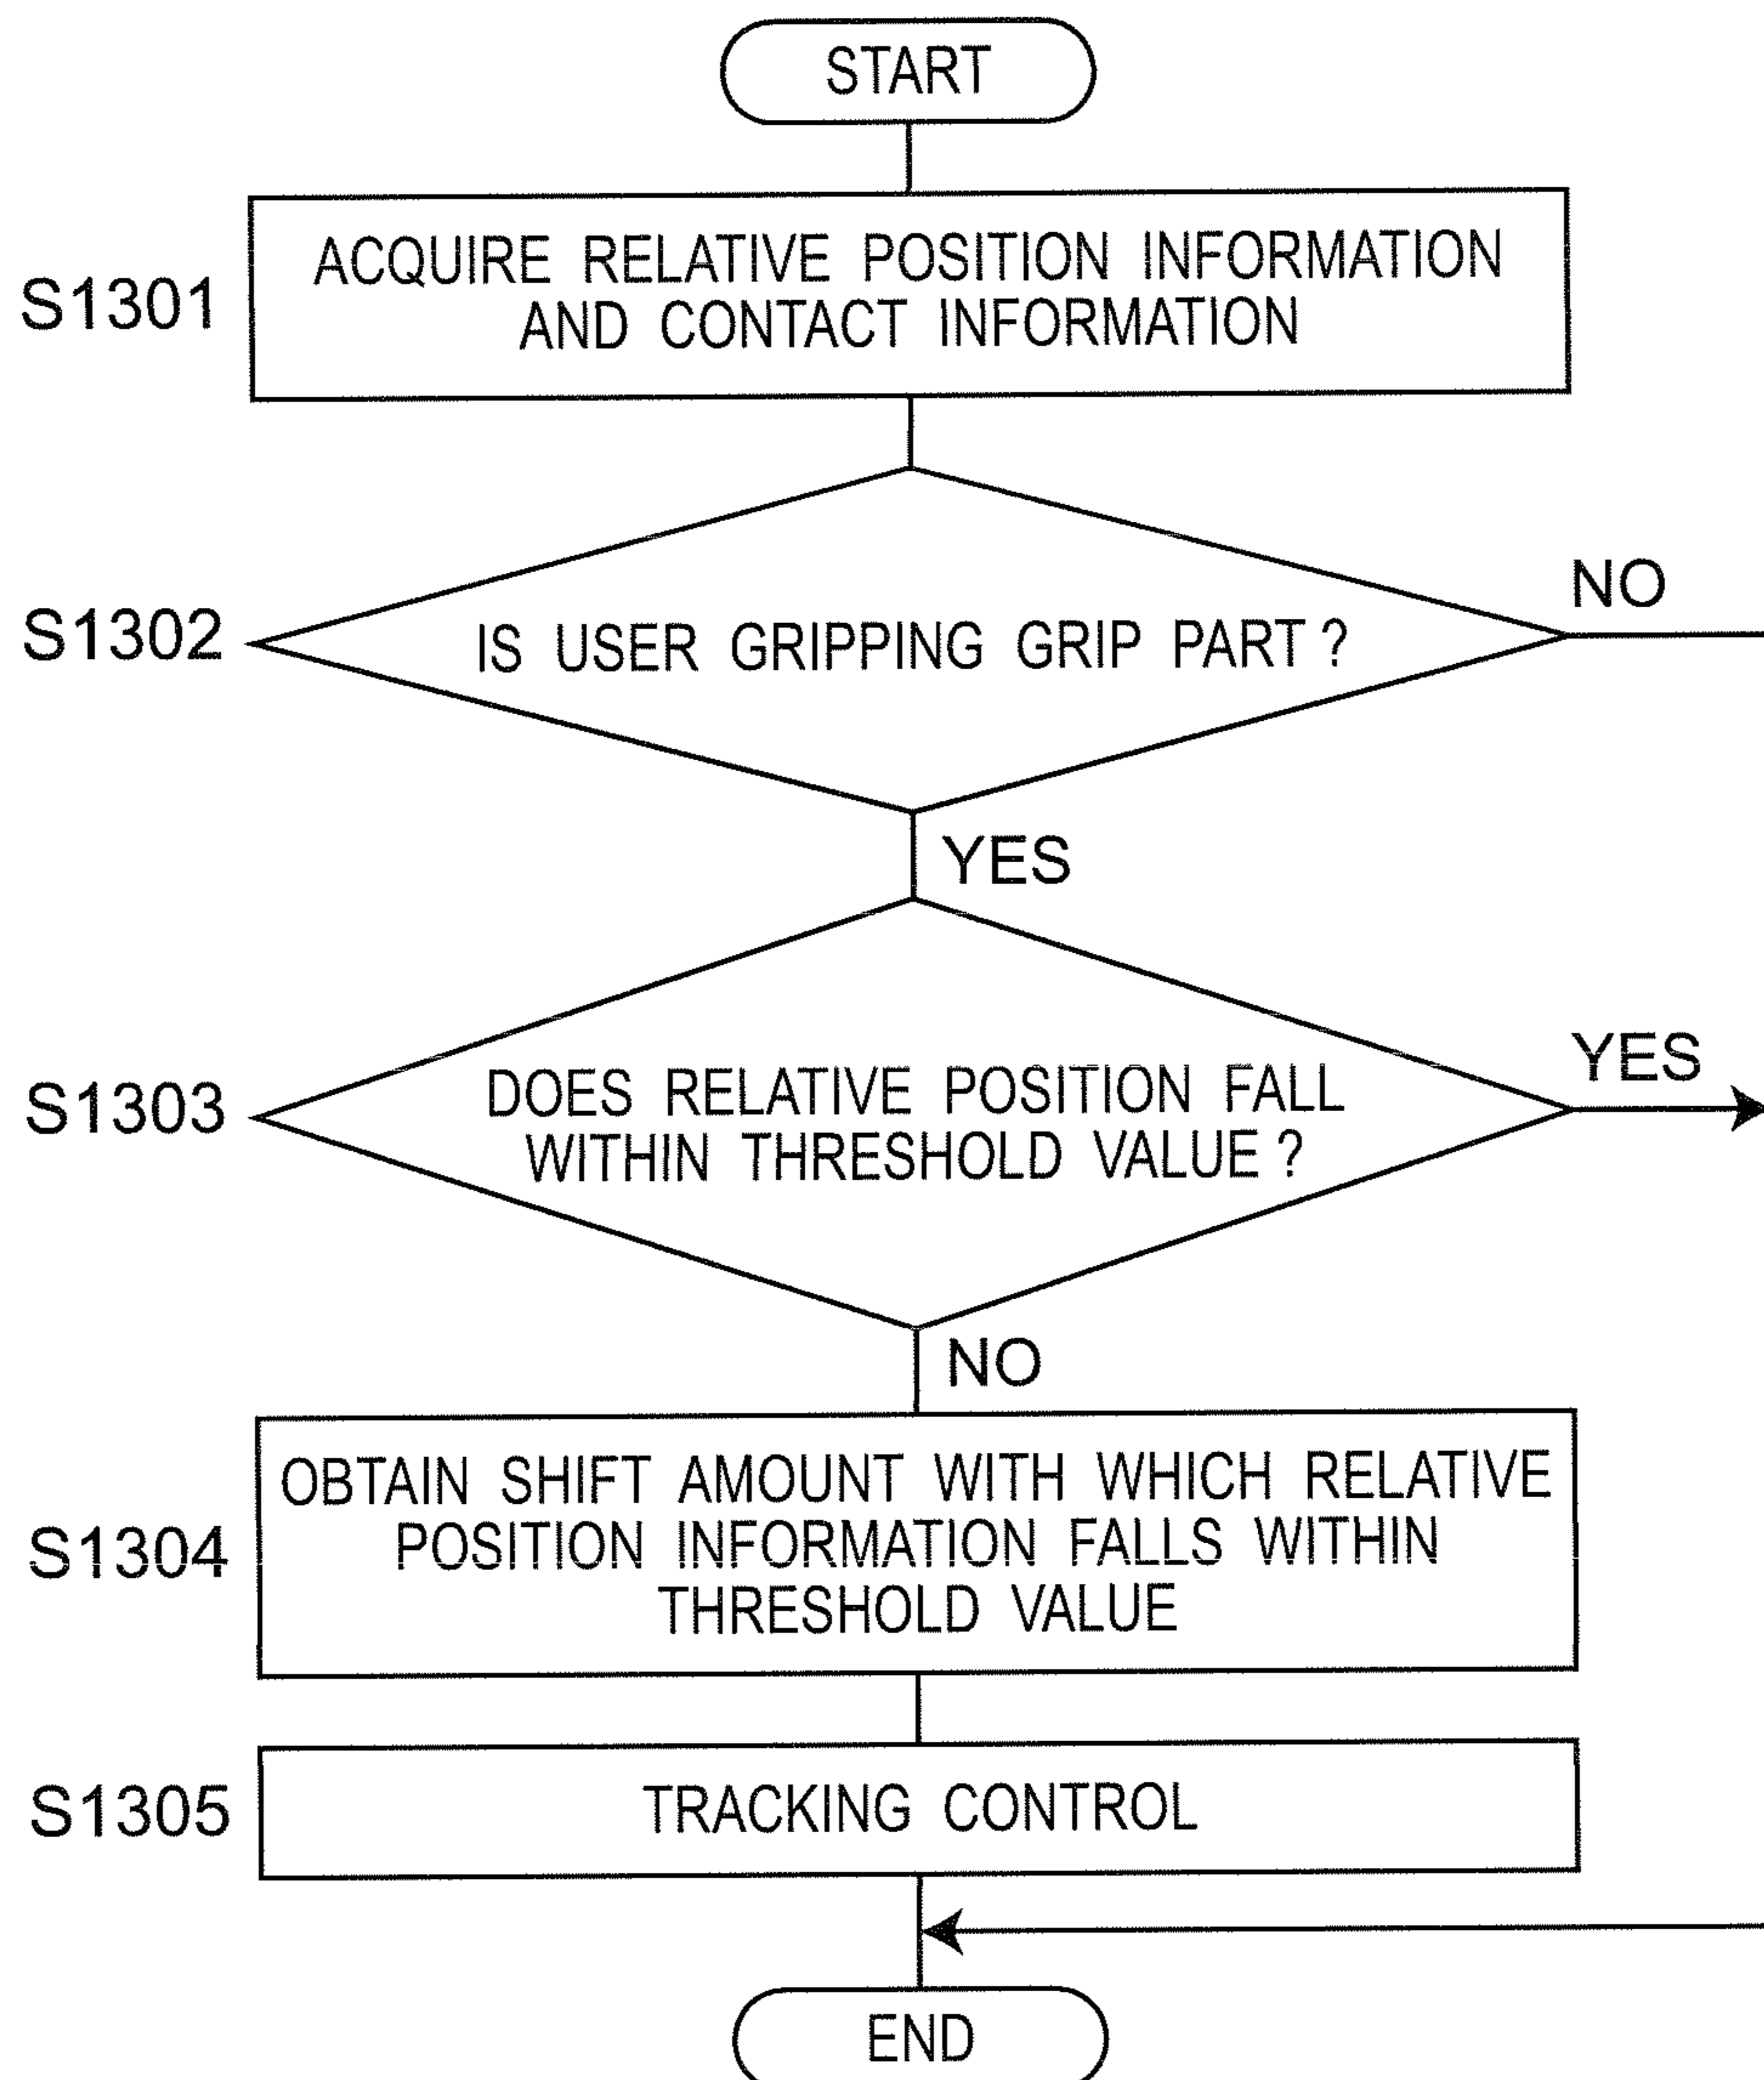 START
S1301
ACQUIRE RELATIVE POSITION INFORMATION
AND CONTACT INFORMATION
S1302
IS USER GRIPPING GRIP PART ?
NO
YES
S1303
DOES RELATIVE POSITION FALL
WITHIN THRESHOLD VALUE ?
YES
NO
S1304
OBTAIN SHIFT AMOUNT WITH WHICH RELATIVE
POSITION INFORMATION FALLS WITHIN
THRESHOLD VALUE
S1305
TRACKING CONTROL
END